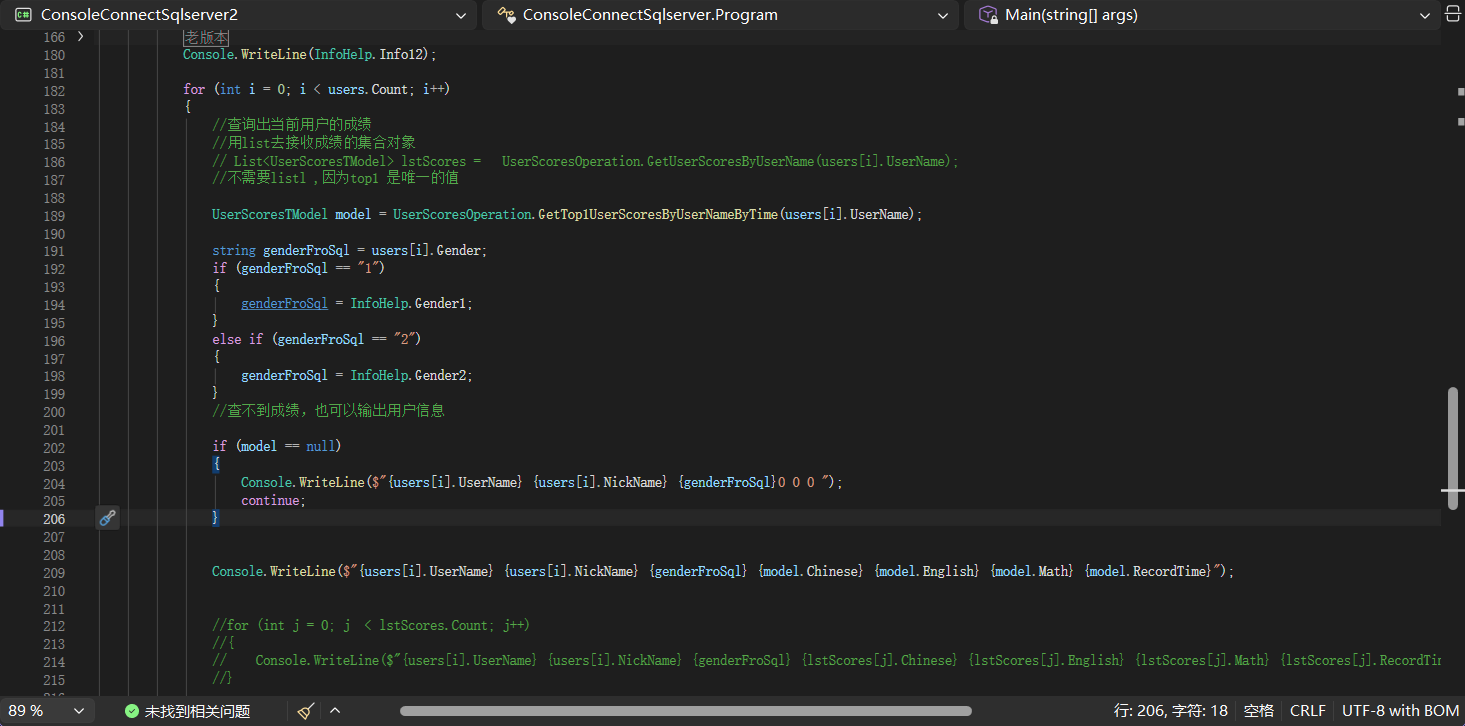 ConsoleConnectSqlserver2 ConsoleConnectSqlserver.Program Main(string[] args)
166 老版本
180 Console.WriteLine(InfoHelp.Info12);
181
182 for (int i = 0; i < users.Count; i++)
183 {
184 //查询出当前用户的成绩
185 //用list去接收成绩的集合对象
186 // List<UserScoresTModel> lstScores = UserScoresOperation.GetUserScoresByUserName(users[i].UserName);
187 //不需要listl ,因为top1 是唯一的值
188
189 UserScoresTModel model = UserScoresOperation.GetTop1UserScoresByUserNameByTime(users[i].UserName);
190
191 string genderFroSql = users[i].Gender;
192 if (genderFroSql == "1")
193 {
194 genderFroSql = InfoHelp.Gender1;
195 }
196 else if (genderFroSql == "2")
197 {
198 genderFroSql = InfoHelp.Gender2;
199 }
200 //查不到成绩，也可以输出用户信息
201
202 if (model == null)
203 {
204 Console.WriteLine($"{users[i].UserName} {users[i].NickName} {genderFroSql}0 0 0 ");
205 continue;
206 }
207
208
209 Console.WriteLine($"{users[i].UserName} {users[i].NickName} {genderFroSql} {model.Chinese} {model.English} {model.Math} {model.RecordTime}");
210
211
212 //for (int j = 0; j < lstScores.Count; j++)
213 //{
214 // Console.WriteLine($"{users[i].UserName} {users[i].NickName} {genderFroSql} {lstScores[j].Chinese} {lstScores[j].English} {lstScores[j].Math} {lstScores[j].RecordTim
215 //}
89 % 未找到相关问题 行: 206, 字符: 18 空格 CRLF UTF-8 with BOM